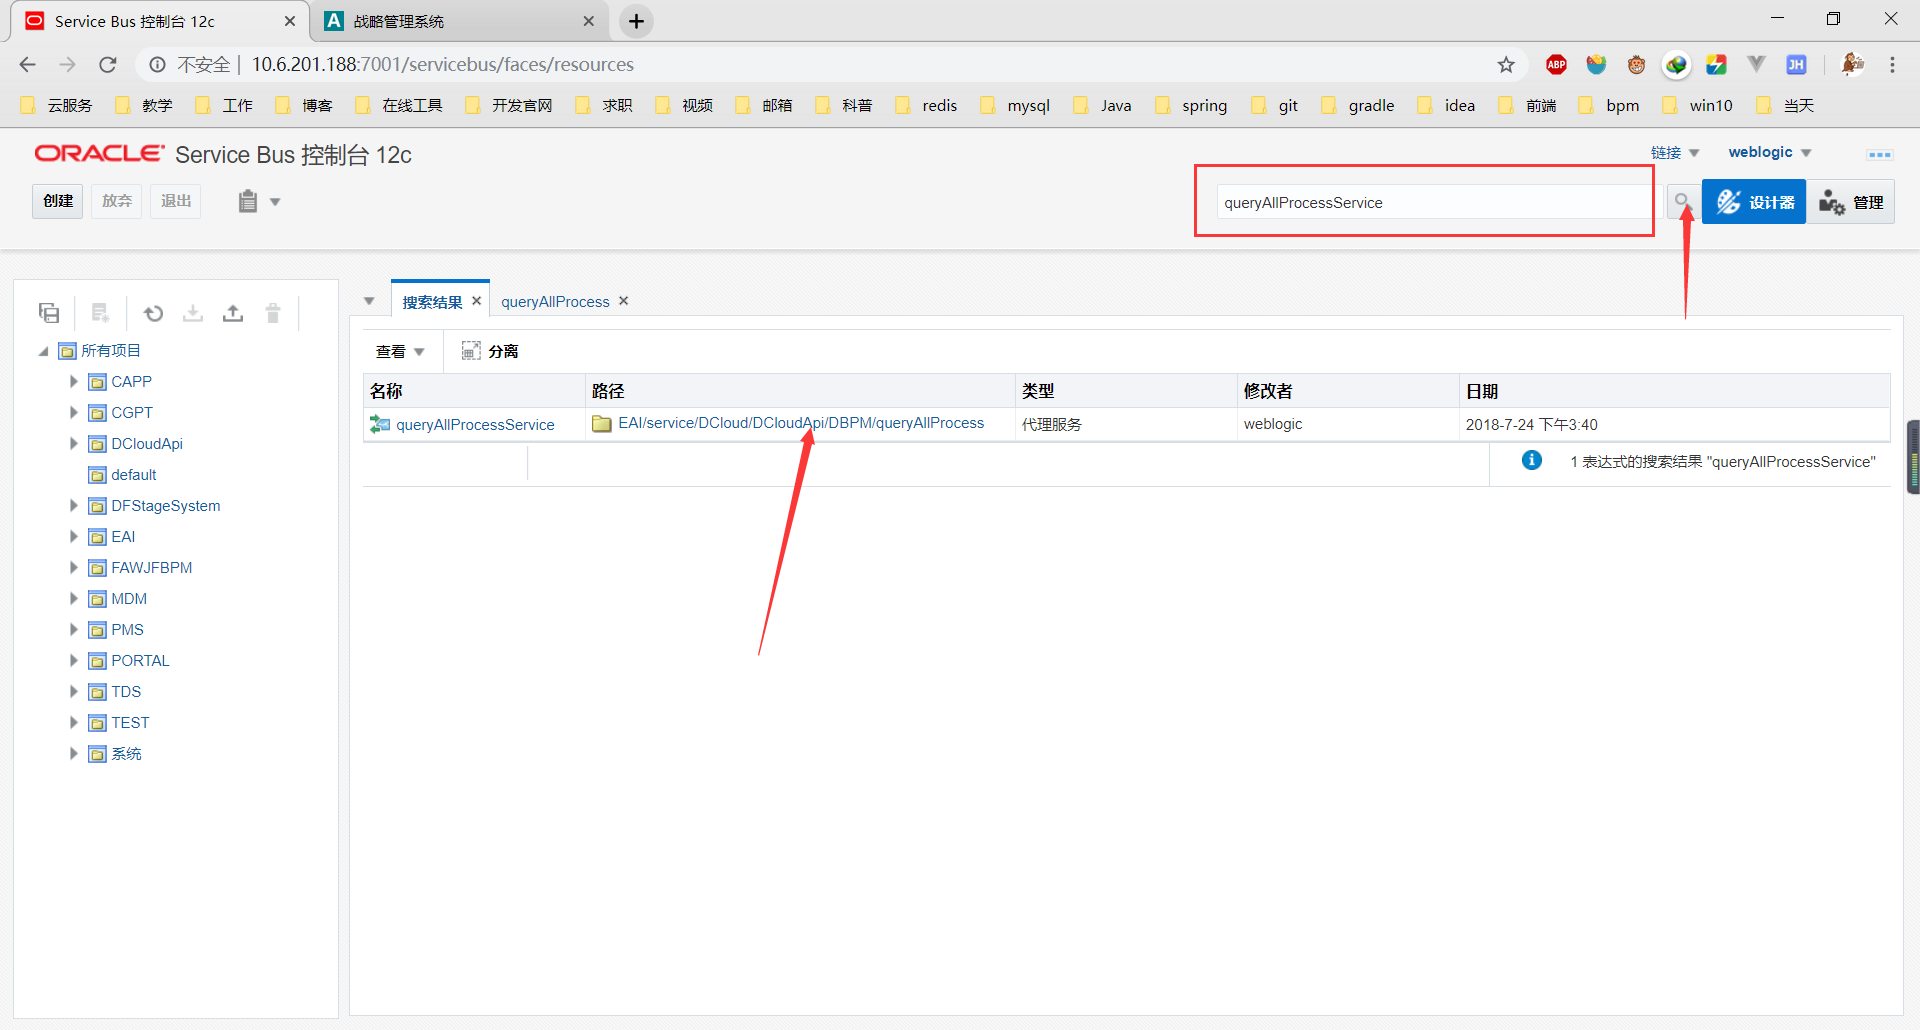 Service Bus 控制台 12c
战略管理系统
不安全 | 10.6.201.188:7001/servicebus/faces/resources
ABP
JH
云服务 教学 工作 博客 在线工具 开发官网 求职 视频 邮箱 科普 redis mysql Java spring git gradle idea 前端 bpm win10 当天
ORACLE Service Bus 控制台 12c
链接 weblogic
创建 放弃 退出
queryAllProcessService
设计器 管理
搜索结果 queryAllProcess
查看 分离
名称 路径 类型 修改者 日期
queryAllProcessService EAI/service/DCloud/DCloudApi/DBPM/queryAllProcess 代理服务 weblogic 2018-7-24 下午3:40
1 表达式的搜索结果 "queryAllProcessService"
所有项目
CAPP
CGPT
DCloudApi
default
DFStageSystem
EAI
FAWJFBPM
MDM
PMS
PORTAL
TDS
TEST
系统